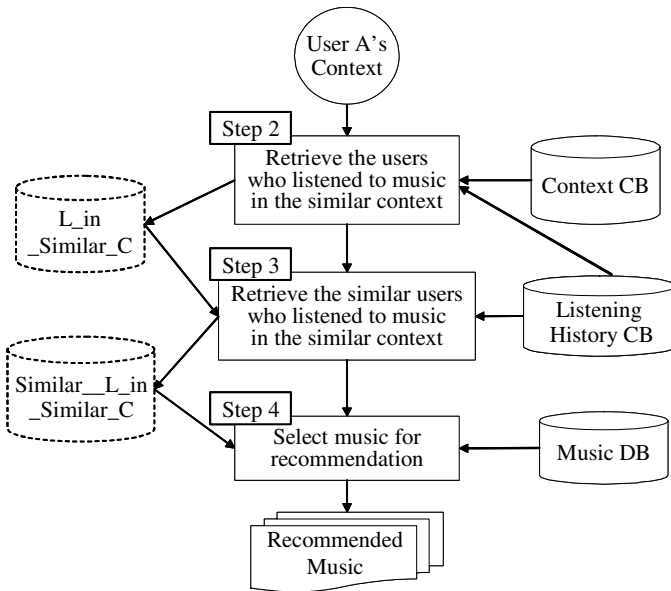 User A's
Context
Step 2
Retrieve the users
who listened to music
in the similar context
Context CB
L_in
_Similar_C
Step 3
Retrieve the similar users
who listened to music
in the similar context
Listening
History CB
Similar__L_in
_Similar_C
Step 4
Select music for
recommendation
Music DB
Recommended
Music